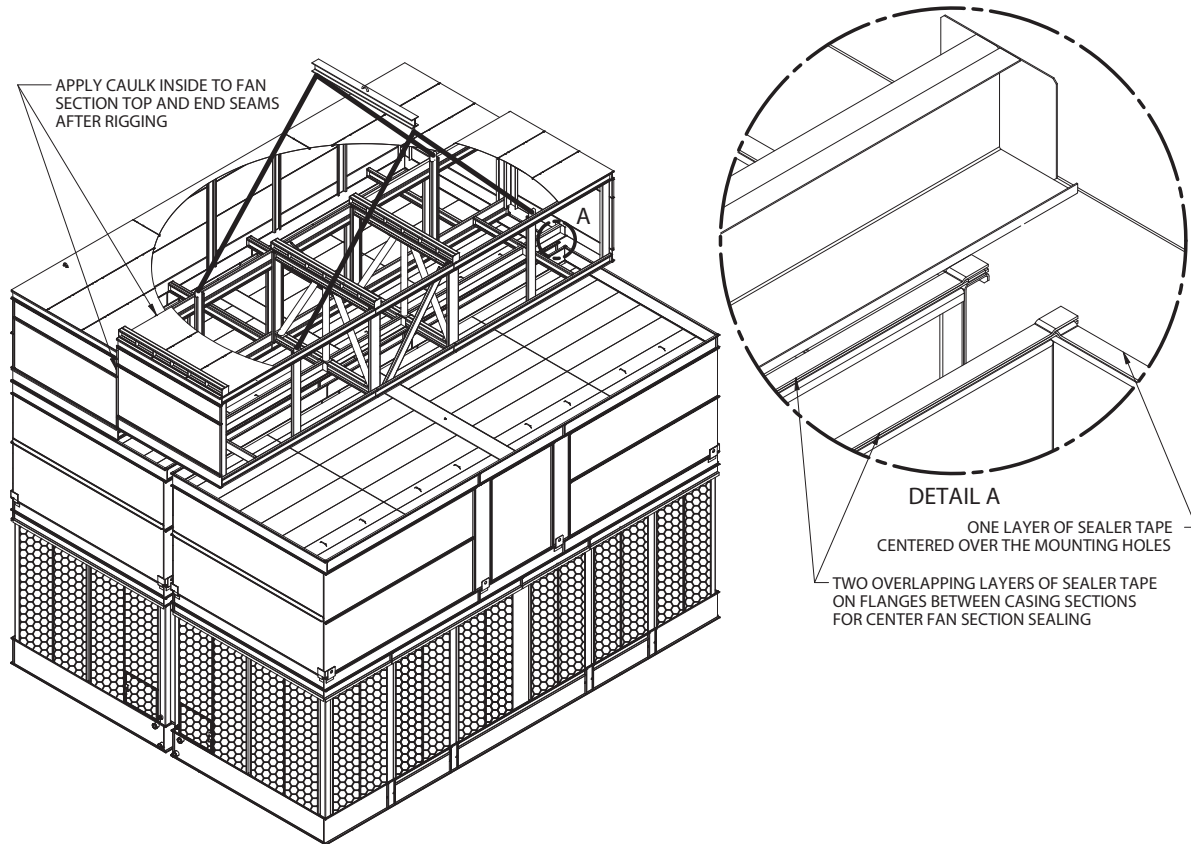 APPLY CAULK INSIDE TO FAN
SECTION TOP AND END SEAMS
AFTER RIGGING
A
DETAIL A
ONE LAYER OF SEALER TAPE
CENTERED OVER THE MOUNTING HOLES
TWO OVERLAPPING LAYERS OF SEALER TAPE
ON FLANGES BETWEEN CASING SECTIONS
FOR CENTER FAN SECTION SEALING